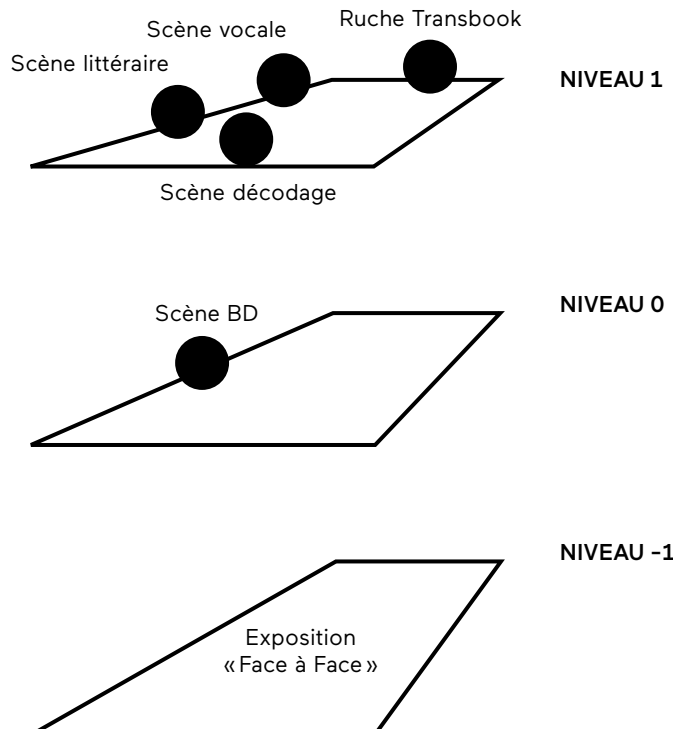 Ruche Transbook
Scène vocale
Scène littéraire
NIVEAU 1
Scène décodage
NIVEAU 0
Scène BD
NIVEAU -1
Exposition
«Face à Face»